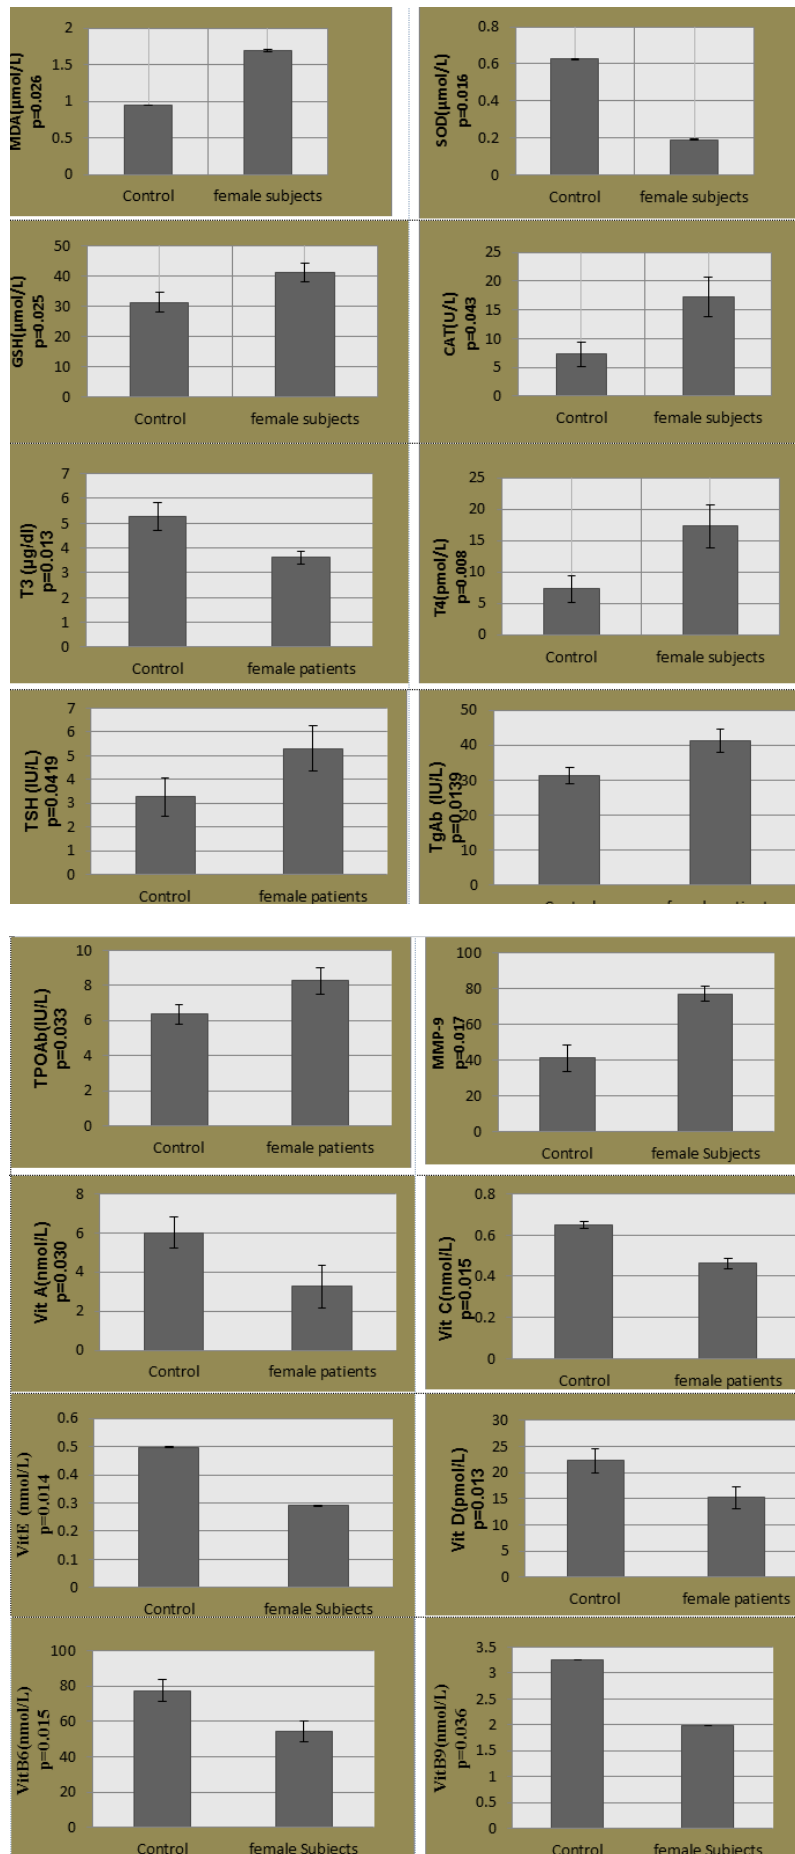 MDA(µmol/L)
p=0.026
2
1.5
1
0.5
0
Control female subjects
SOD(µmol/L)
p=0.016
0.8
0.6
0.4
0.2
0
Control female subjects
GSH(µmol/L)
p=0.025
50
40
30
20
10
0
Control female subjects
CAT(U/L)
p=0.043
25
20
15
10
5
0
Control female subjects
T3 (µg/dl)
p=0.013
7
6
5
4
3
2
1
0
Control female patients
T4(pmol/L)
p=0.008
25
20
15
10
5
0
Control female subjects
TSH (IU/L)
p=0.0419
7
6
5
4
3
2
1
0
Control female patients
TgAb (IU/L)
p=0.0139
50
40
30
20
10
0
Control female patients
TPOAb(IU/L)
p=0.033
10
8
6
4
2
0
Control female patients
MMP-9
p=0.017
100
80
60
40
20
0
Control female Subjects
Vit A(nmol/L)
p=0.030
8
6
4
2
0
Control female patients
Vit C(nmol/L)
p=0.015
0.8
0.6
0.4
0.2
0
Control female patients
VitE (nmol/L)
p=0.014
0.6
0.5
0.4
0.3
0.2
0.1
0
Control female Subjects
Vit D(pmol/L)
p=0.013
30
25
20
15
10
5
0
Control female patients
VitB6(nmol/L)
p=0.015
100
80
60
40
20
0
Control female Subjects
VitB9(nmol/L)
p=0.036
3.5
3
2.5
2
1.5
1
0.5
0
Control female Subjects